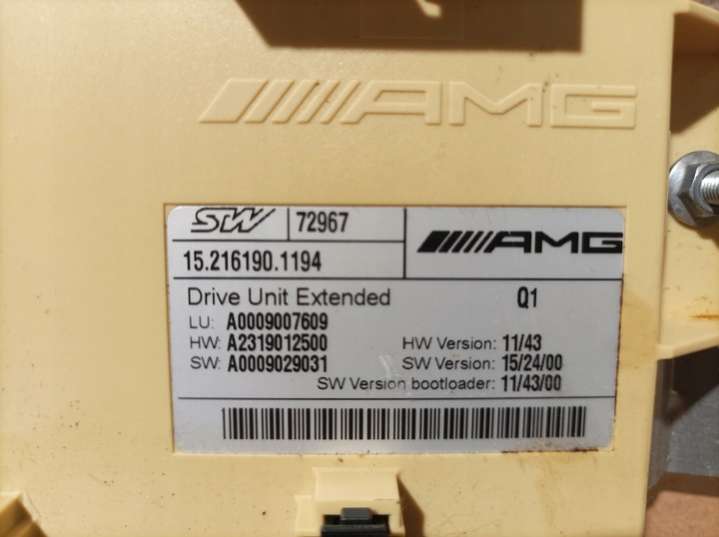 AMG
SW 72967
15.216190.1194
AMG
Drive Unit Extended Q1
LU: A0009007609
HW: A2319012500 HW Version: 11/43
SW: A0009029031 SW Version: 15/24/00
SW Version bootloader: 11/43/00